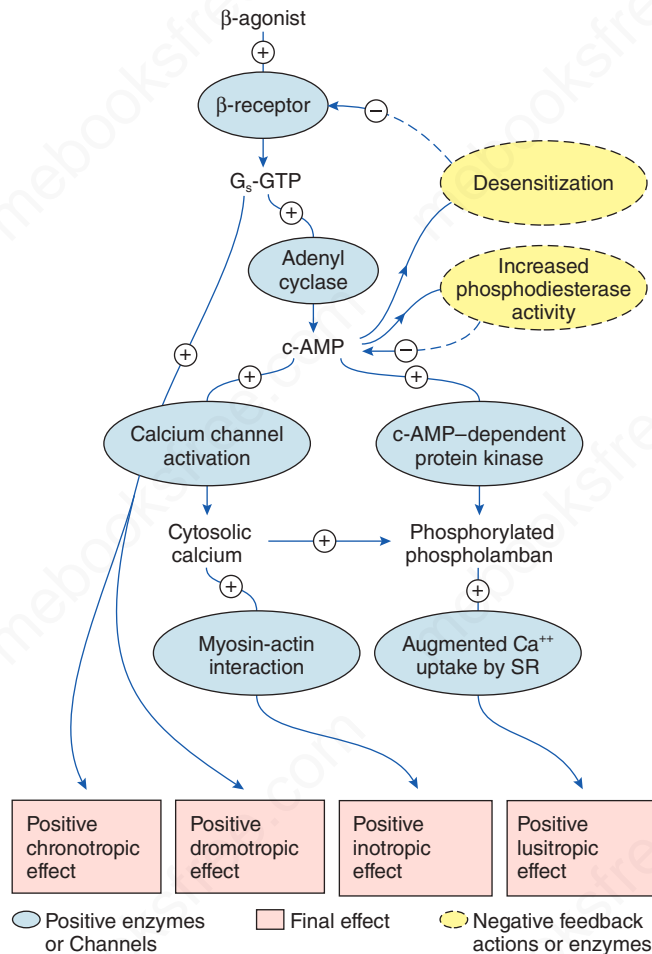 β-agonist
+
β-receptor
−
Gs-GTP
Desensitization
+
Adenyl
cyclase
Increased
phosphodiesterase
activity
+
c-AMP
−
+
+
Calcium channel
activation
c-AMP–dependent
protein kinase
Cytosolic
calcium
+
Phosphorylated
phospholamban
+
+
Myosin-actin
interaction
Augmented Ca++
uptake by SR
Positive
chronotropic
effect
Positive
dromotropic
effect
Positive
inotropic
effect
Positive
lusitropic
effect
Positive enzymes
or Channels
Final effect
Negative feedback
actions or enzymes
mebooksfree.com